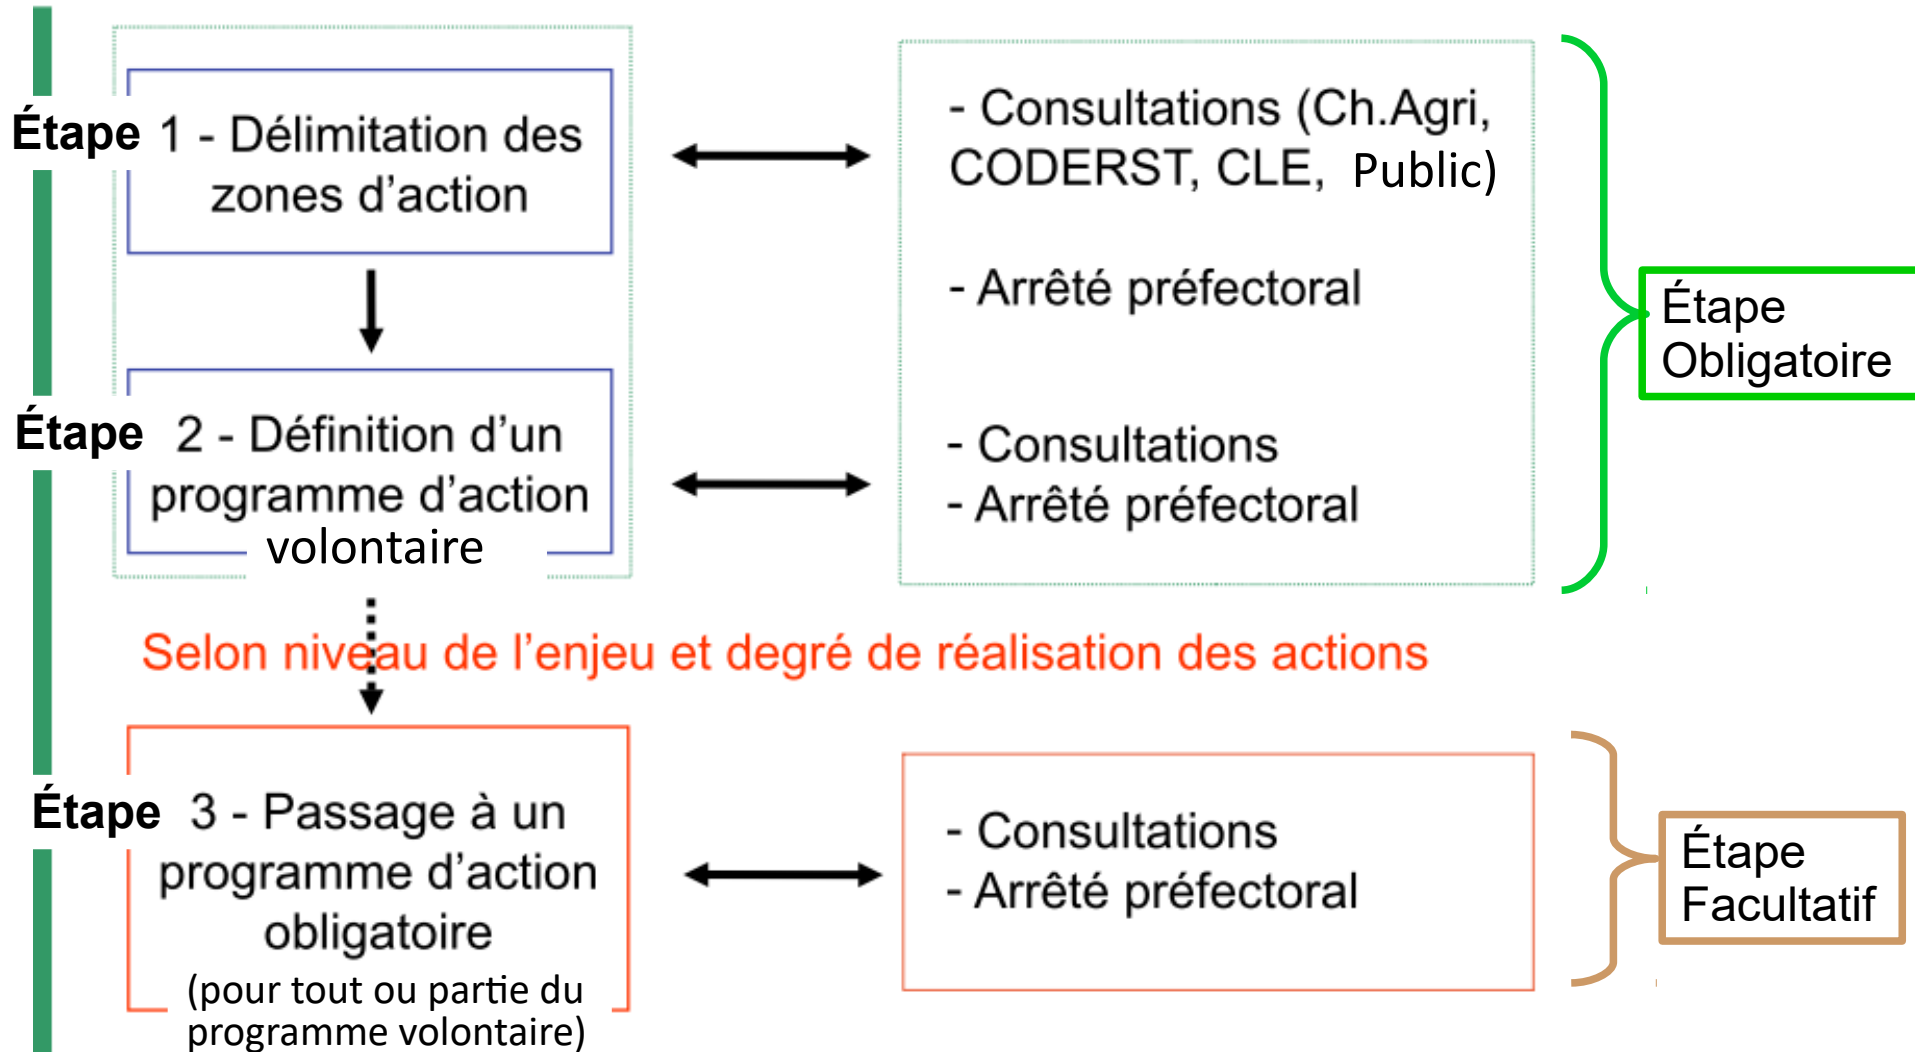 Étape 1 - Délimitation des
zones d'action
- Consultations (Ch.Agri,
CODERST, CLE, Public)
- Arrêté préfectoral
Étape
Obligatoire
Étape 2 - Définition d'un
programme d'action
volontaire
- Consultations
- Arrêté préfectoral
Selon niveau de l'enjeu et degré de réalisation des actions
Étape 3 - Passage à un
programme d'action
obligatoire
(pour tout ou partie du
programme volontaire)
- Consultations
- Arrêté préfectoral
Étape
Facultatif